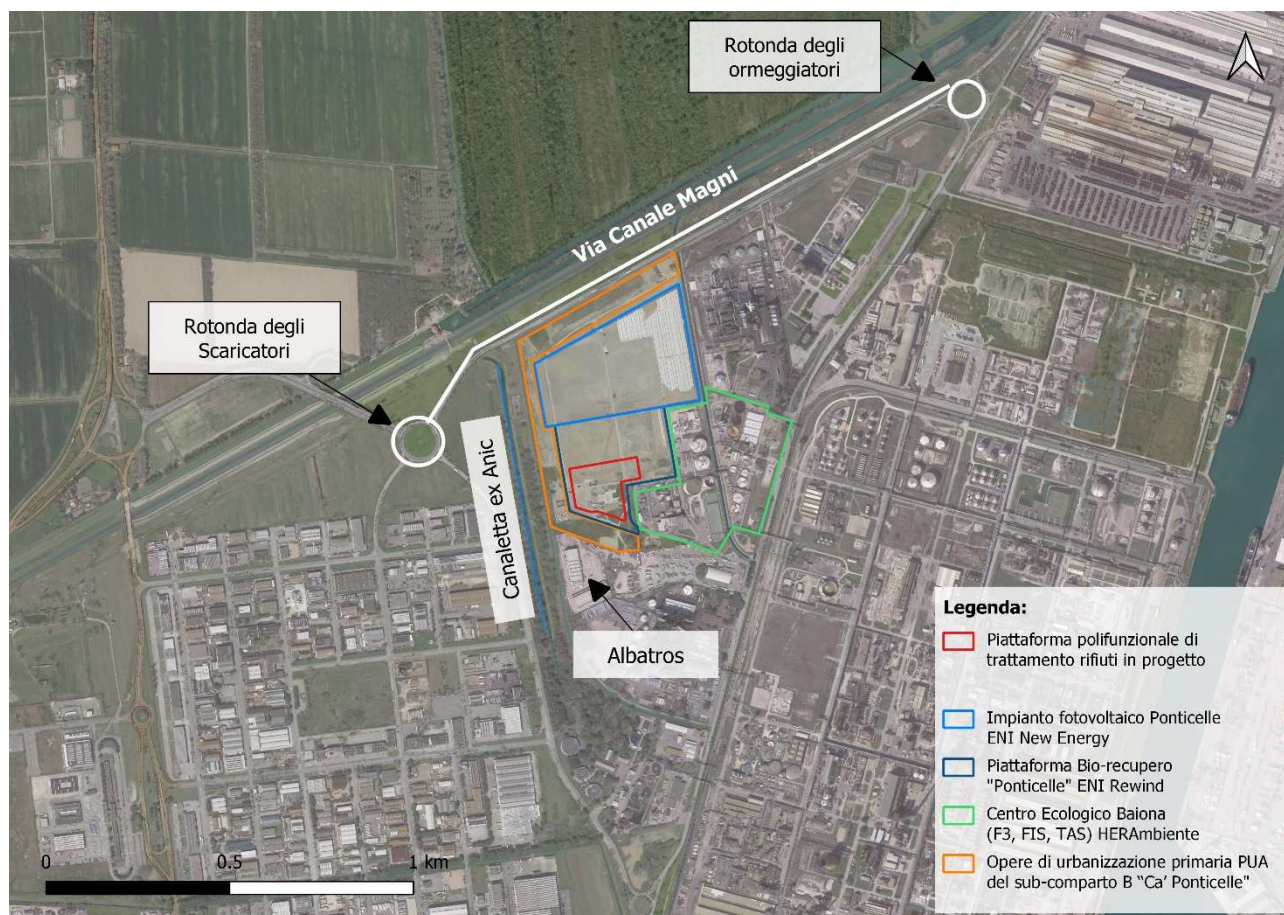 Rotonda degli
ormeggiatori
Via Canale Magni
Rotonda degli
Scaricatori
Canaletta ex Anic
Albatros
Legenda:
Piattaforma polifunzionale di
trattamento rifiuti in progetto
Impianto fotovoltaico Ponticelle
ENI New Energy
Piattaforma Bio-recupero
"Ponticelle" ENI Rewind
Centro Ecologico Baiona
(F3, FIS, TAS) HERAmbiente
Opere di urbanizzazione primaria PUA
del sub-comparto B “Ca’ Ponticelle"
0 0.5 1 km